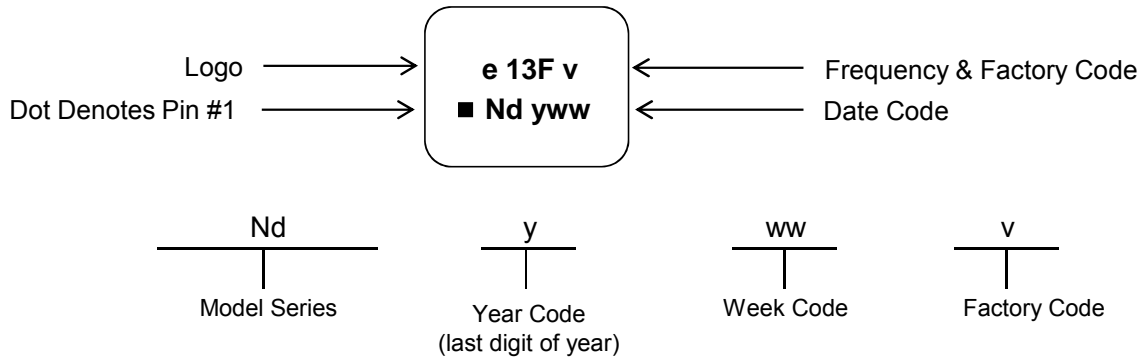 Logo
e 13F v
Frequency & Factory Code
Dot Denotes Pin #1
■ Nd yww
Date Code
Nd
y
ww
v
Model Series
Year Code
(last digit of year)
Week Code
Factory Code